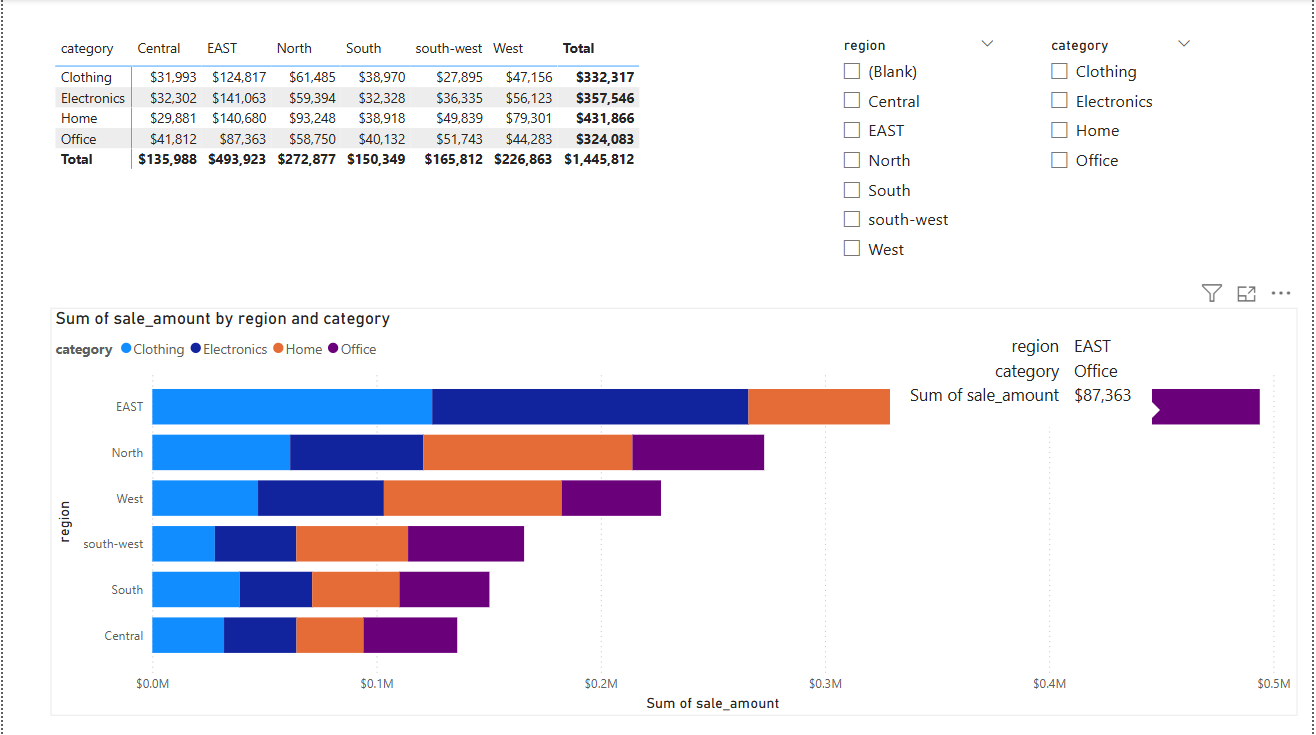 category Central EAST North South south-west West Total
Clothing $31,993 $124,817 $61,485 $38,970 $27,895 $47,156 $332,317
Electronics $32,302 $141,063 $59,394 $32,328 $36,335 $56,123 $357,546
Home $29,881 $140,680 $93,248 $38,918 $49,839 $79,301 $431,866
Office $41,812 $87,363 $58,750 $40,132 $51,743 $44,283 $324,083
Total $135,988 $493,923 $272,877 $150,349 $165,812 $226,863 $1,445,812
region
(Blank)
Central
EAST
North
South
south-west
West
category
Clothing
Electronics
Home
Office
Sum of sale_amount by region and category
category Clothing Electronics Home Office
region EAST
category Office
Sum of sale_amount $87,363
region
EAST
North
West
south-west
South
Central
$0.0M $0.1M $0.2M $0.3M $0.4M $0.5M
Sum of sale_amount